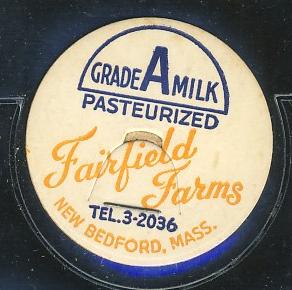 GRADE A MILK
PASTEURIZED
Fairfield
Farms
TEL.3-2036
NEW BEDFORD, MASS.